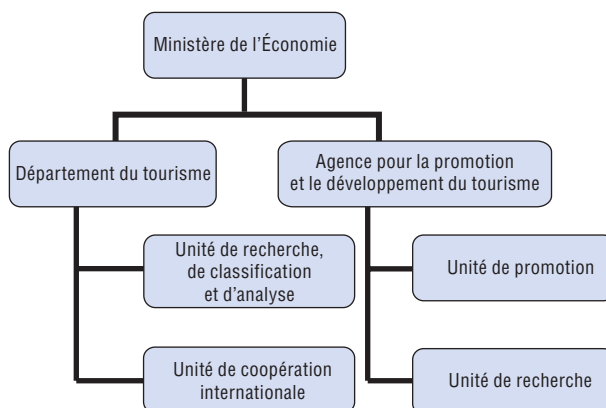 Ministère de l'Économie
Département du tourisme
Agence pour la promotion
et le développement du tourisme
Unité de recherche,
de classification
et d'analyse
Unité de promotion
Unité de coopération
internationale
Unité de recherche